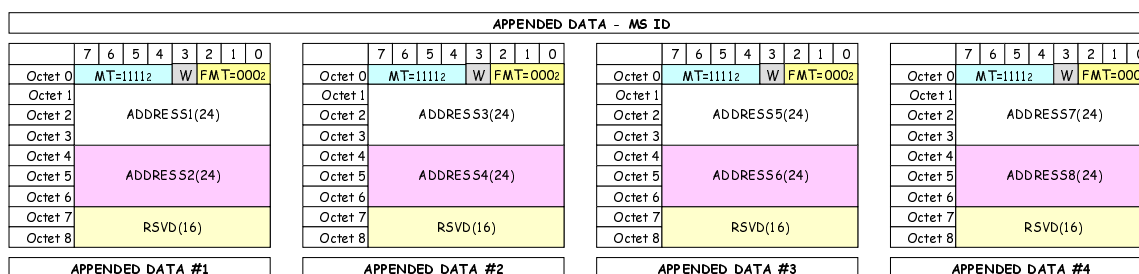 APPENDED DATA - MS ID
7 6 5 4 3 2 1 0 7 6 5 4 3 2 1 0 7 6 5 4 3 2 1 0 7 6 5 4 3 2 1 0
Octet 0 MT=1111₂ W FMT=000₂ Octet 0 MT=1111₂ W FMT=000₂ Octet 0 MT=1111₂ W FMT=000₂ Octet 0 MT=1111₂ W FMT=000
Octet 1 Octet 1 Octet 1 Octet 1
Octet 2 ADDRESS1(24) Octet 2 ADDRESS3(24) Octet 2 ADDRESS5(24) Octet 2 ADDRESS7(24)
Octet 3 Octet 3 Octet 3 Octet 3
Octet 4 Octet 4 Octet 4 Octet 4
Octet 5 ADDRESS2(24) Octet 5 ADDRESS4(24) Octet 5 ADDRESS6(24) Octet 5 ADDRESS8(24)
Octet 6 Octet 6 Octet 6 Octet 6
Octet 7 RSVD(16) Octet 7 RSVD(16) Octet 7 RSVD(16) Octet 7 RSVD(16)
Octet 8 Octet 8 Octet 8 Octet 8
APPENDED DATA #1 APPENDED DATA #2 APPENDED DATA #3 APPENDED DATA #4